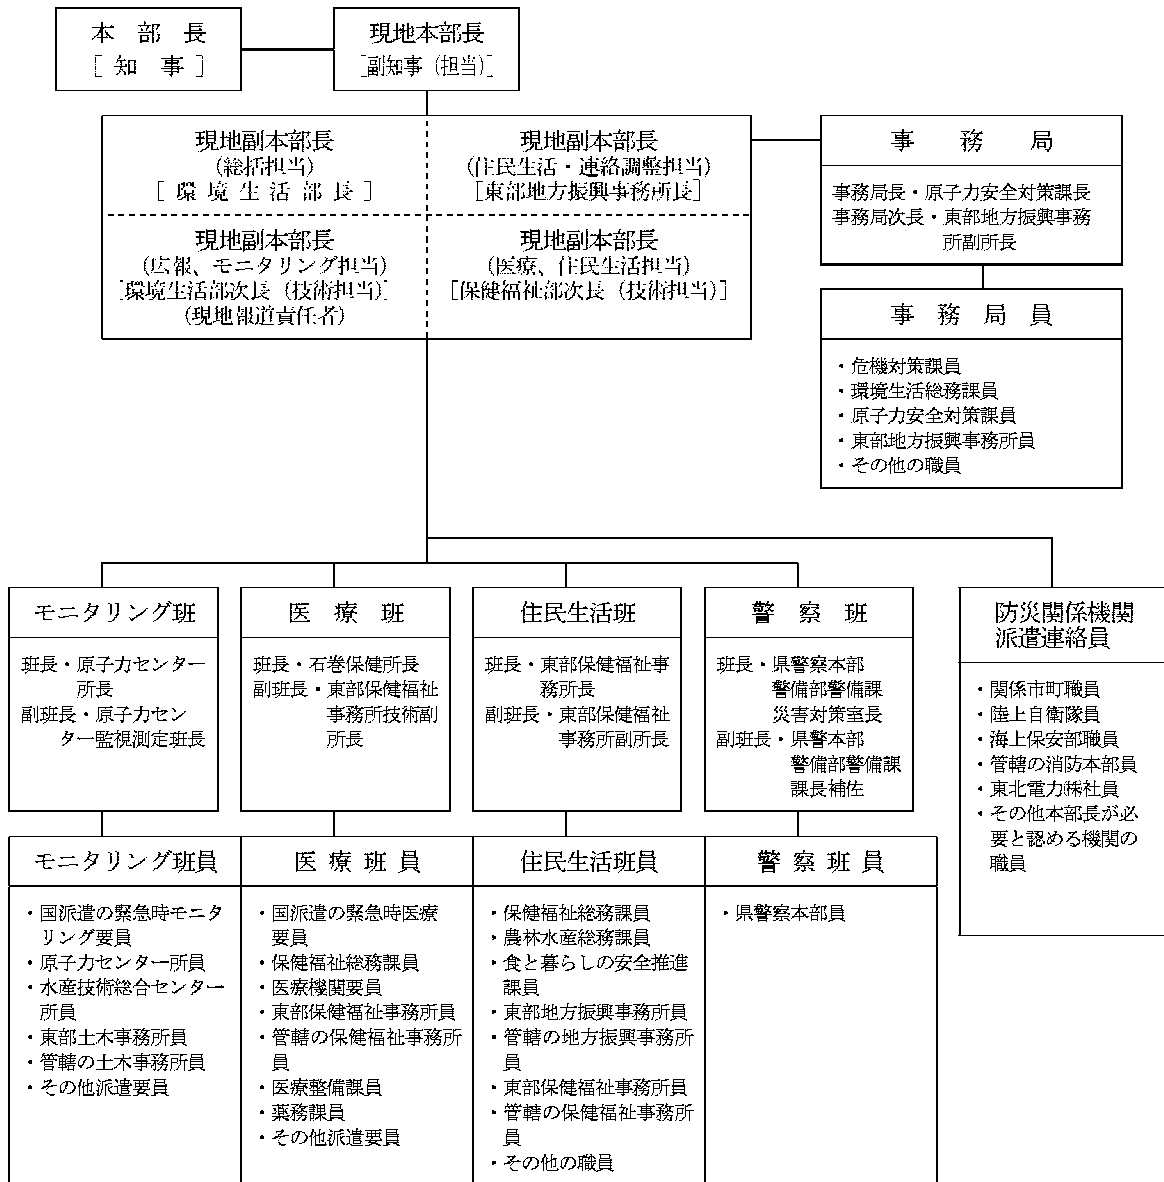 本部長
[知事]
現地本部長
[副知事(担当)]
現地副本部長
(総括担当)
[環境生活部長]
現地副本部長
(住民生活・連絡調整担当)
[東部地方振興事務所長]
現地副本部長
(広報、モニタリング担当)
[環境生活部次長(技術担当)]
(現地報道責任者)
現地副本部長
(医療、住民生活担当)
[保健福祉部次長(技術担当)]
事務局
事務局長・原子力安全対策課長
事務局次長・東部地方振興事務
所副所長
事務局員
・危機対策課員
・環境生活総務課員
・原子力安全対策課員
・東部地方振興事務所員
・その他の職員
モニタリング班
班長・原子力センター
所長
副班長・原子力セン
ター監視測定班長
医療班
班長・石巻保健所長
副班長・東部保健福祉
事務所技術副
所長
住民生活班
班長・東部保健福祉事
務所長
副班長・東部保健福祉
事務所副所長
警察班
班長・県警察本部
警備部警備課
災害対策室長
副班長・県警本部
警備部警備課
課長補佐
防災関係機関
派遣連絡員
・関係市町職員
・陸上自衛隊員
・海上保安部職員
・管轄の消防本部員
・東北電力㈱社員
・その他本部長が必
要と認める機関の
職員
モニタリング班員
・国派遣の緊急時モニタ
リング要員
・原子力センター所員
・水産技術総合センター
所員
・東部土木事務所員
・管轄の土木事務所員
・その他派遣要員
医療班員
・国派遣の緊急時医療
要員
・保健福祉総務課員
・医療機関要員
・東部保健福祉事務所員
・管轄の保健福祉事務所
員
・医療整備課員
・薬務課員
・その他派遣要員
住民生活班員
・保健福祉総務課員
・農林水産総務課員
・食と暮らしの安全推進
課員
・東部地方振興事務所員
・管轄の地方振興事務所
員
・東部保健福祉事務所員
・管轄の保健福祉事務所
員
・その他の職員
警察班員
・県警察本部員